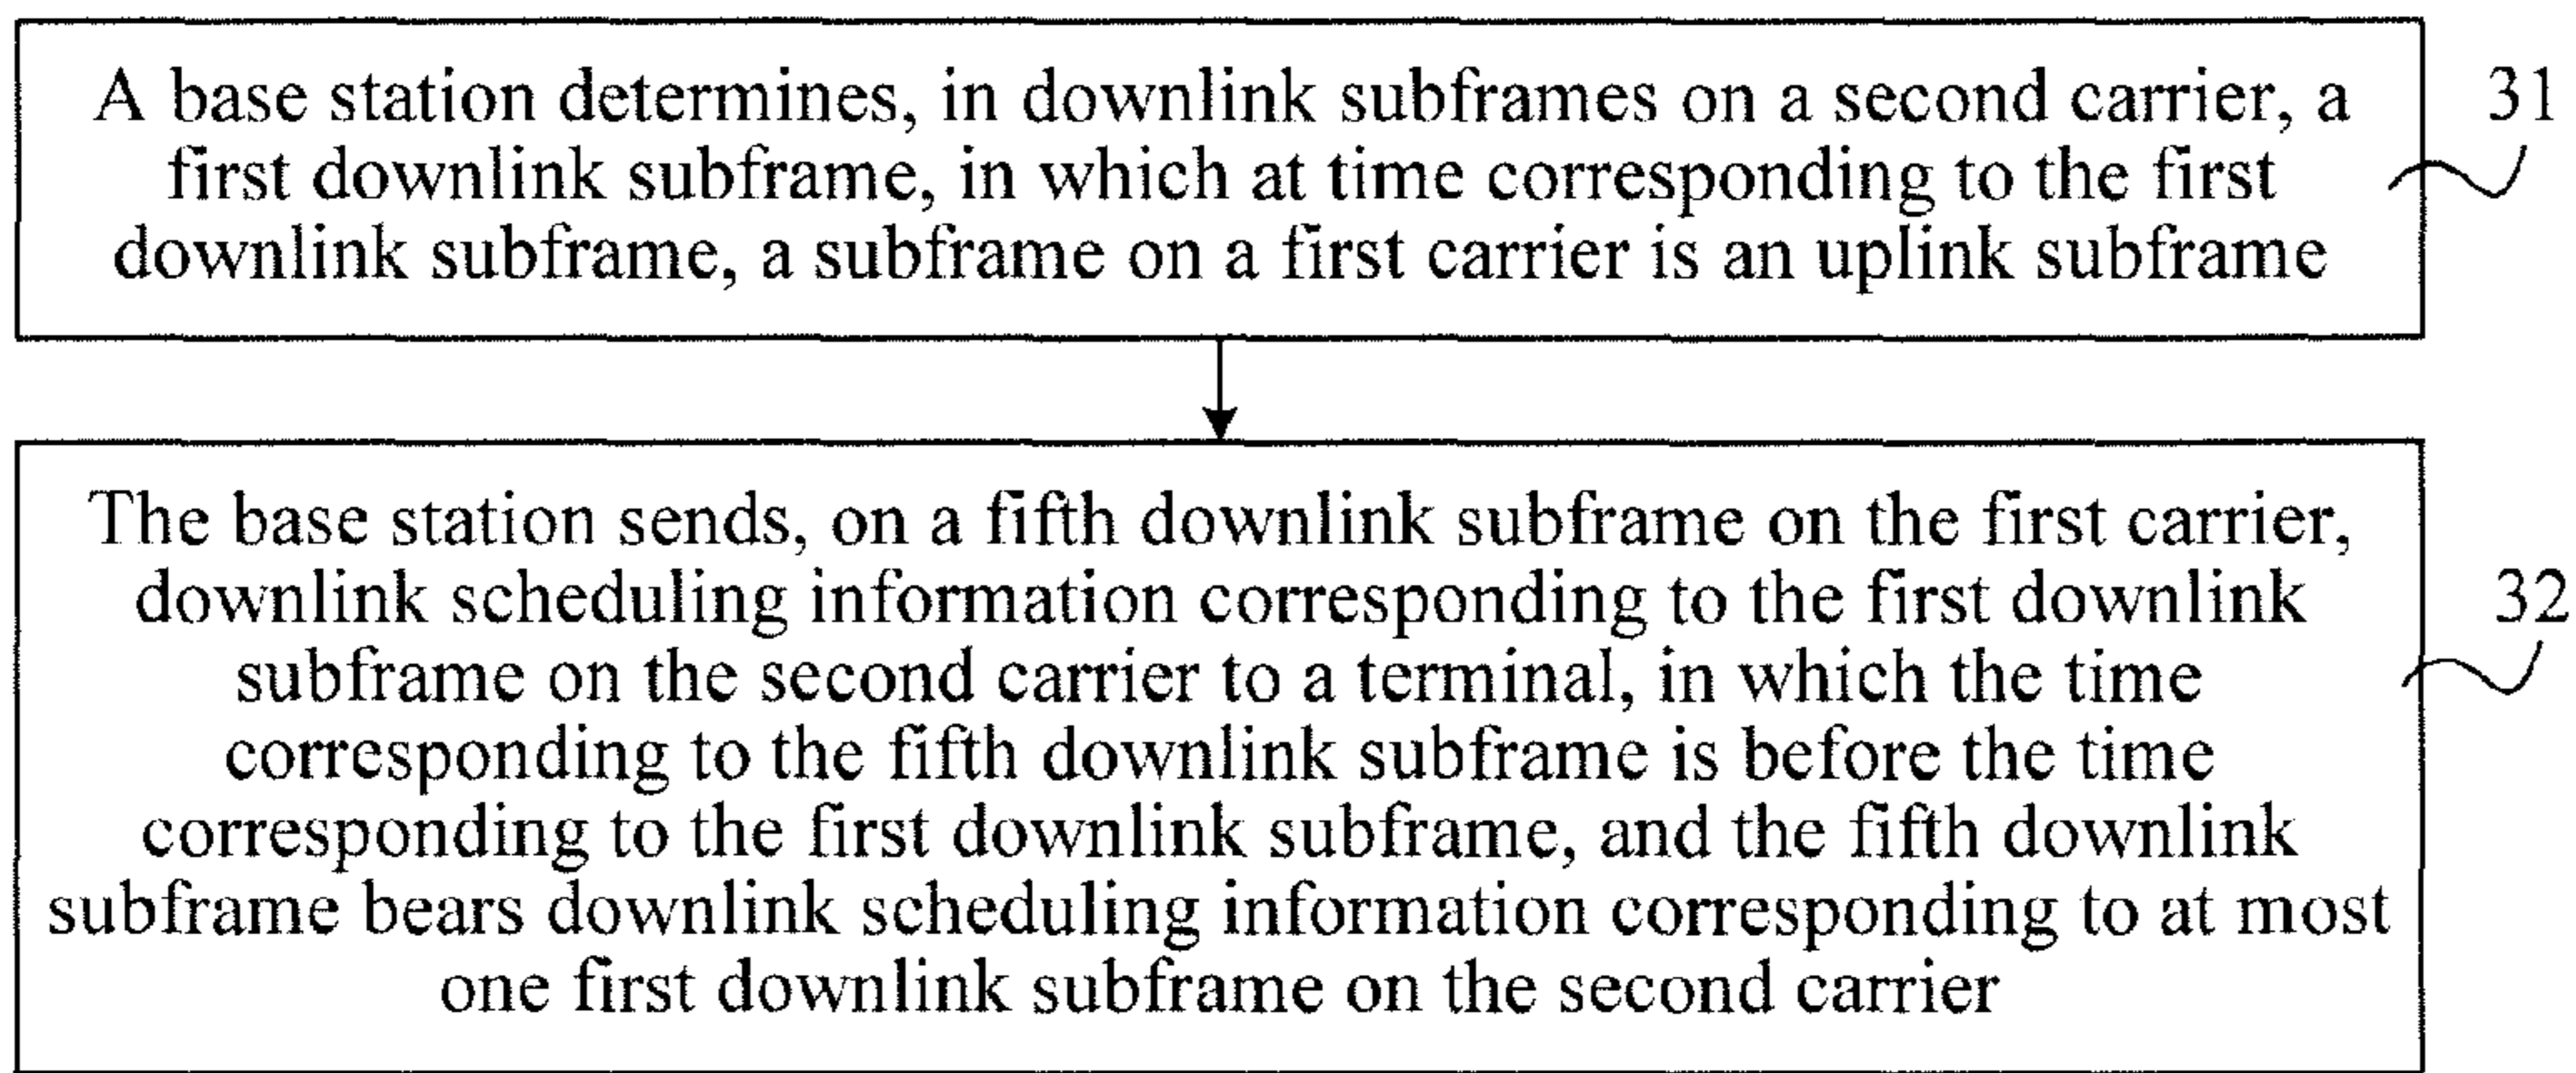 A base station determines, in downlink subframes on a second carrier, a
first downlink subframe, in which at time corresponding to the first
downlink subframe, a subframe on a first carrier is an uplink subframe
31
The base station sends, on a fifth downlink subframe on the first carrier,
downlink scheduling information corresponding to the first downlink
subframe on the second carrier to a terminal, in which the time
corresponding to the fifth downlink subframe is before the time
corresponding to the first downlink subframe, and the fifth downlink
subframe bears downlink scheduling information corresponding to at most
one first downlink subframe on the second carrier
32